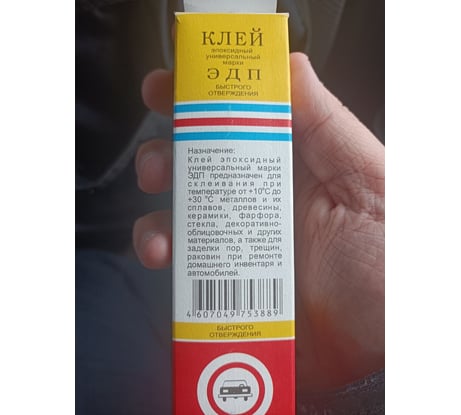 КЛЕЙ
эпоксидный
универсальный
марки
ЭДП
БЫСТРОГО
ОТВЕРЖДЕНИЯ
Назначение:
Клей эпоксидный
универсальный марки
ЭДП предназначен для
склеивания при
температуре от +10°С до
+30 °С металлов и их
сплавов, древесины,
керамики, фарфора,
стекла, декоративно-
облицовочных и других
материалов, а также для
заделки пор, трещин,
раковин при ремонте
домашнего инвентаря и
автомобилей.
4 607049 753889
БЫСТРОГО
ОТВЕРЖДЕНИЯ